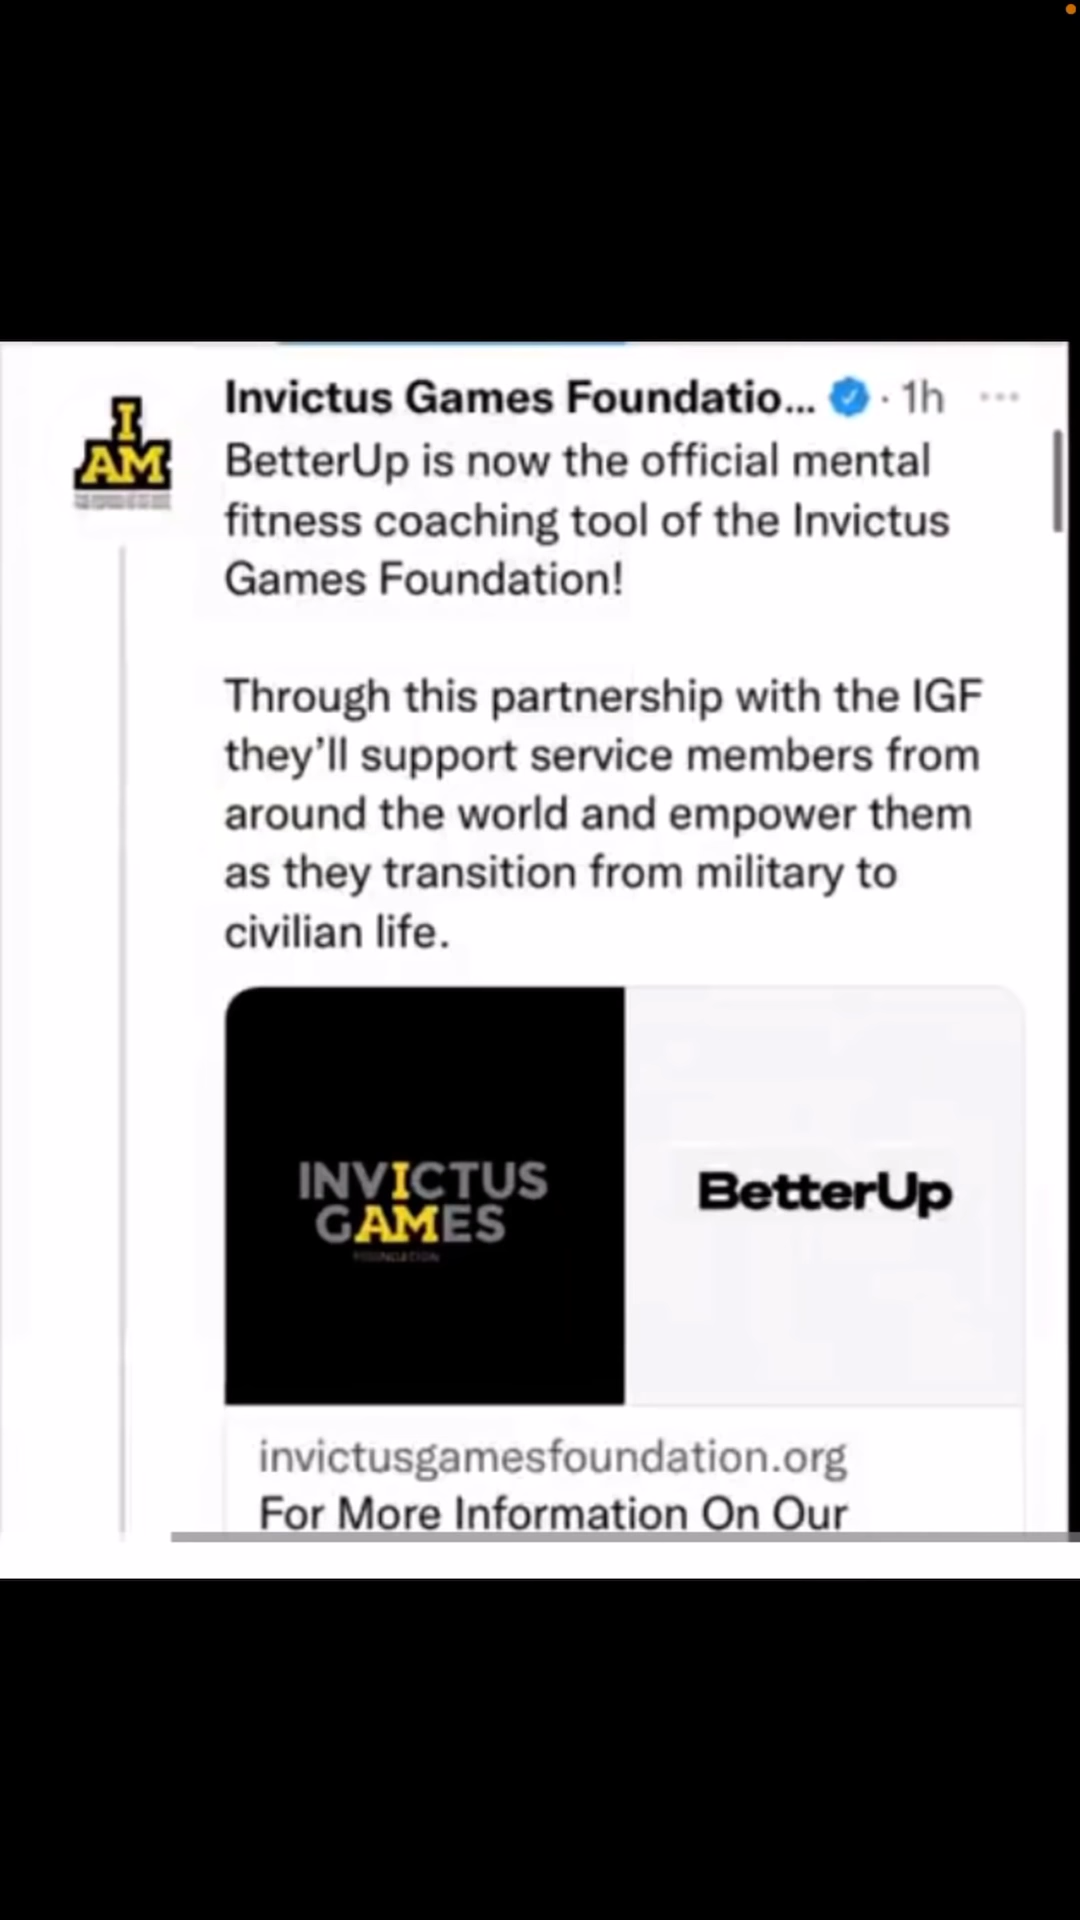 Invictus Games Foundatio... · 1h ...
I
AM
BetterUp is now the official mental
fitness coaching tool of the Invictus
Games Foundation!
Through this partnership with the IGF
they’ll support service members from
around the world and empower them
as they transition from military to
civilian life.
INVICTUS
GAMES
FOUNDATION
BetterUp
invictusgamesfoundation.org
For More Information On Our